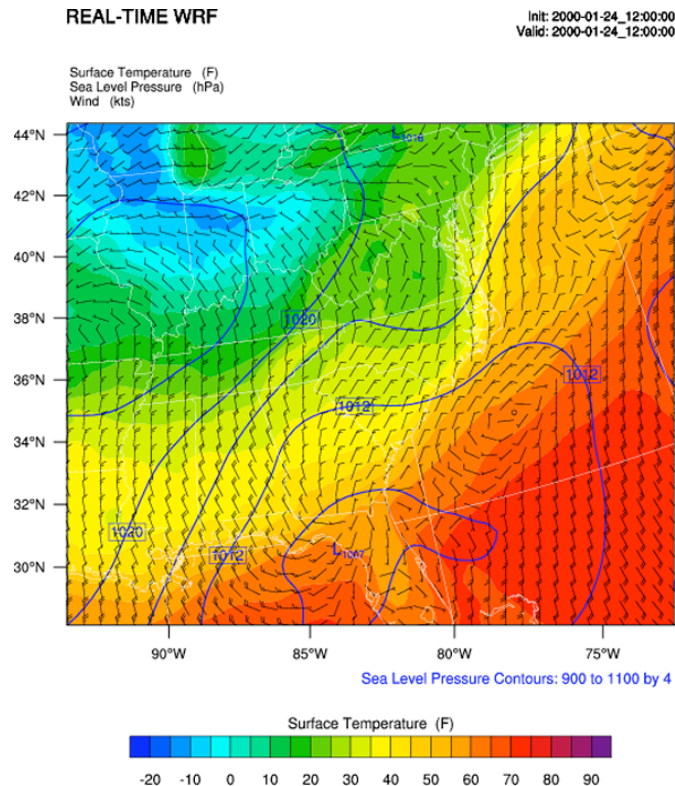 REAL-TIME WRF
Init: 2000-01-24_12:00:00
Valid: 2000-01-24_12:00:00
Surface Temperature (F)
Sea Level Pressure (hPa)
Wind (kts)
44°N
L1016
42°N
40°N
38°N
1020
36°N
1012
1012
34°N
32°N
1020
1012
L1007
30°N
90°W
85°W
80°W
75°W
Sea Level Pressure Contours: 900 to 1100 by 4
Surface Temperature (F)
-20 -10 0 10 20 30 40 50 60 70 80 90